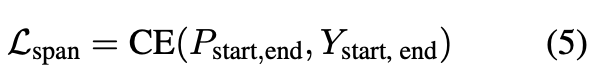 ℒ_span = CE(P_start,end, Y_start, end) (5)